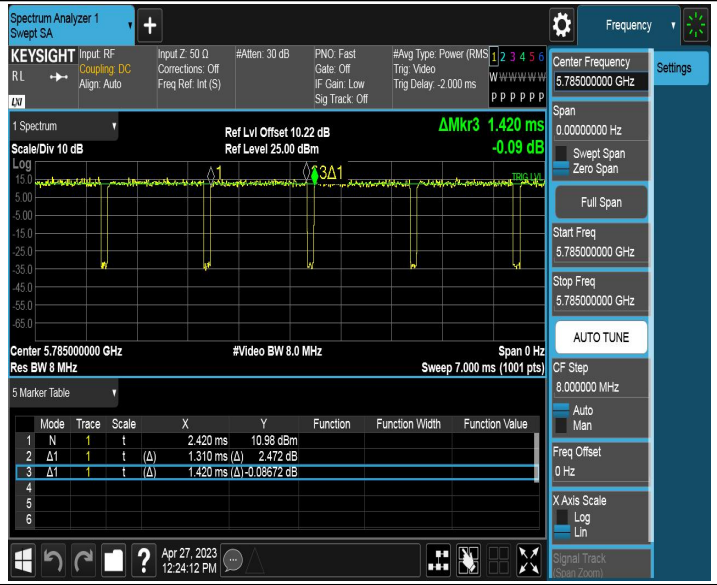 Spectrum Analyzer 1
Swept SA
Frequency
KEYSIGHT
RL
LXI
Input: RF
Coupling: DC
Align: Auto
Input Z: 50 Ω
Corrections: Off
Freq Ref: Int (S)
#Atten: 30 dB
PNO: Fast
Gate: Off
IF Gain: Low
Sig Track: Off
#Avg Type: Power (RMS
Trig: Video
Trig Delay: -2.000 ms
1 2 3 4 5 6
W W W W W W
P P P P P P
Center Frequency
5.785000000 GHz
Settings
Span
0.00000000 Hz
Swept Span
Zero Span
Full Span
Start Freq
5.785000000 GHz
Stop Freq
5.785000000 GHz
AUTO TUNE
CF Step
8.000000 MHz
Auto
Man
Freq Offset
0 Hz
X Axis Scale
Log
Lin
Signal Track
(Span Zoom)
1 Spectrum
Scale/Div 10 dB
Ref Lvl Offset 10.22 dB
Ref Level 25.00 dBm
ΔMkr3 1.420 ms
-0.09 dB
Log
1
3Δ1
TRIG LVL
15.0
5.00
-5.00
-15.0
-25.0
-35.0
-45.0
-55.0
-65.0
Center 5.785000000 GHz
#Video BW 8.0 MHz
Span 0 Hz
Res BW 8 MHz
Sweep 7.000 ms (1001 pts)
5 Marker Table
Mode Trace Scale X Y Function Function Width Function Value
1 N 1 t 2.420 ms 10.98 dBm
2 Δ1 1 t (Δ) 1.310 ms (Δ) 2.472 dB
3 Δ1 1 t (Δ) 1.420 ms (Δ) -0.08672 dB
4
5
6
?
Apr 27, 2023
12:24:12 PM